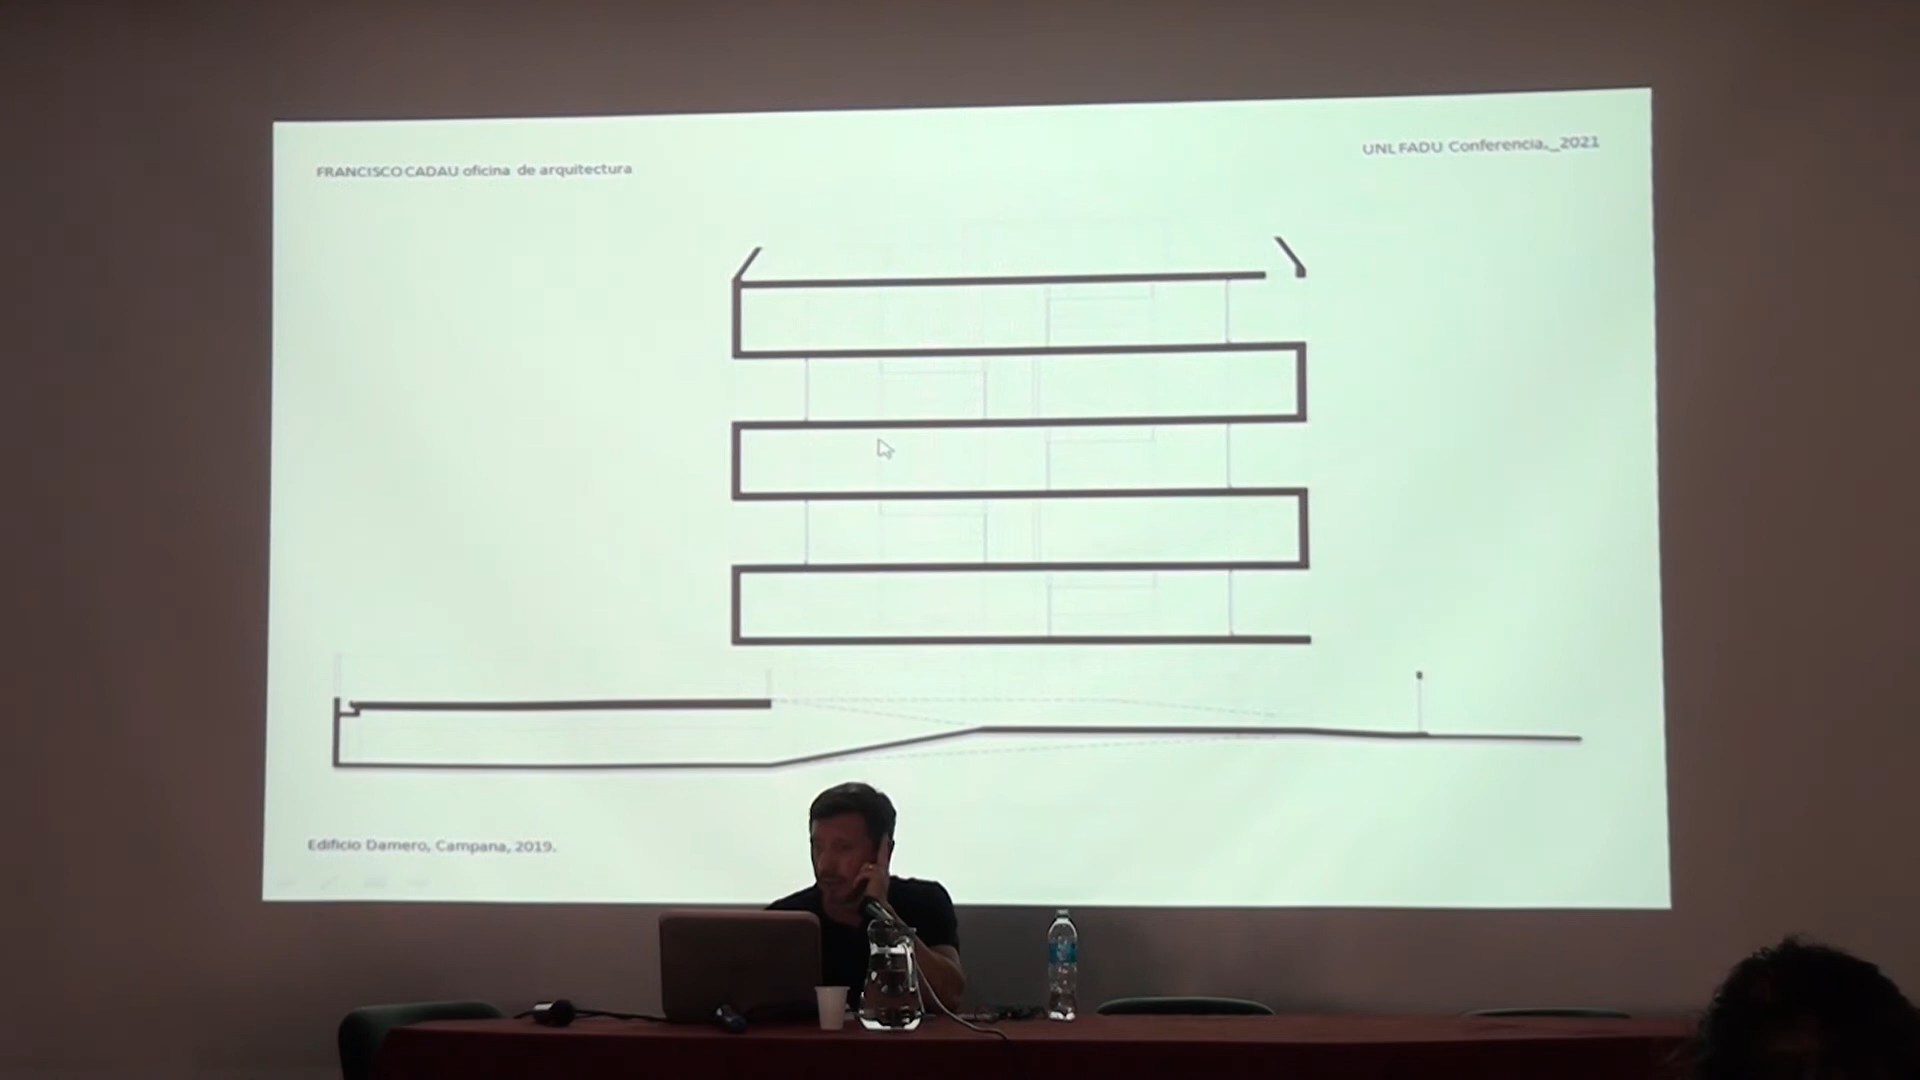 FRANCISCO CADAU oficina de arquitectura
UNL FADU Conferencia._2021
Edificio Damero, Campana, 2019.